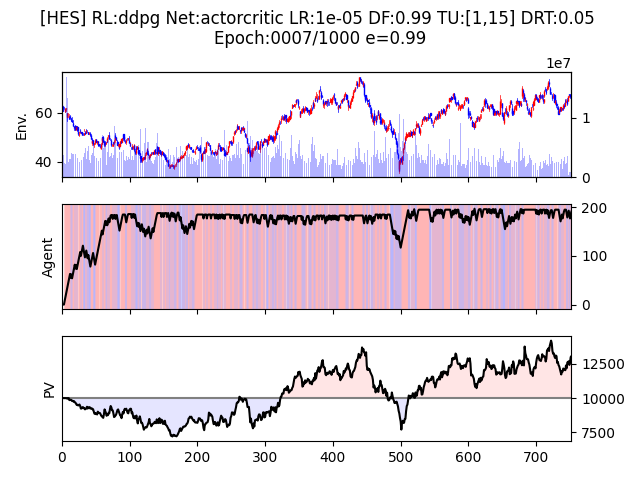 [HES] RL:ddpg Net:actorcritic LR:1e-05 DF:0.99 TU:[1,15] DRT:0.05
Epoch:0007/1000 e=0.99
1e7
Env.
60
40
1
0
Agent
200
100
0
PV
12500
10000
7500
0 100 200 300 400 500 600 700